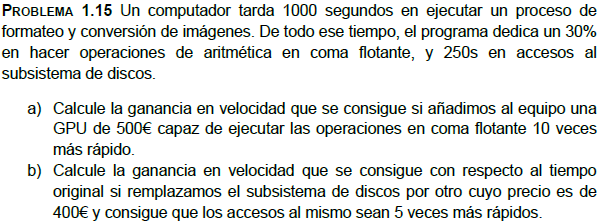 PROBLEMA 1.15 Un computador tarda 1000 segundos en ejecutar un proceso de
formateo y conversión de imágenes. De todo ese tiempo, el programa dedica un 30%
en hacer operaciones de aritmética en coma flotante, y 250s en accesos al
subsistema de discos.
a) Calcule la ganancia en velocidad que se consigue si añadimos al equipo una
GPU de 500€ capaz de ejecutar las operaciones en coma flotante 10 veces
más rápido.
b) Calcule la ganancia en velocidad que se consigue con respecto al tiempo
original si remplazamos el subsistema de discos por otro cuyo precio es de
400€ y consigue que los accesos al mismo sean 5 veces más rápidos.